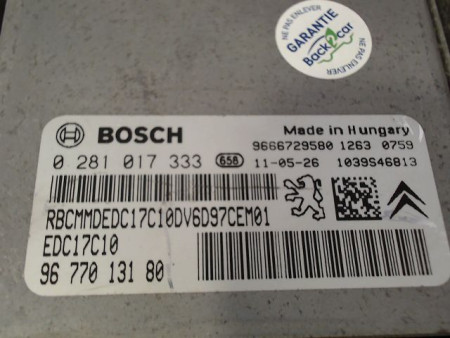 NE PAS ENLEVER
GARANTIE
Back2car
NE PAS ENLEVER
BOSCH
Made in Hungary
9666729580 1263 0759
0 281 017 333 658 11-05-26 1039S46813
RBCMMDEDC17C10DV6D97CEM01
EDC17C10
96 770 131 80